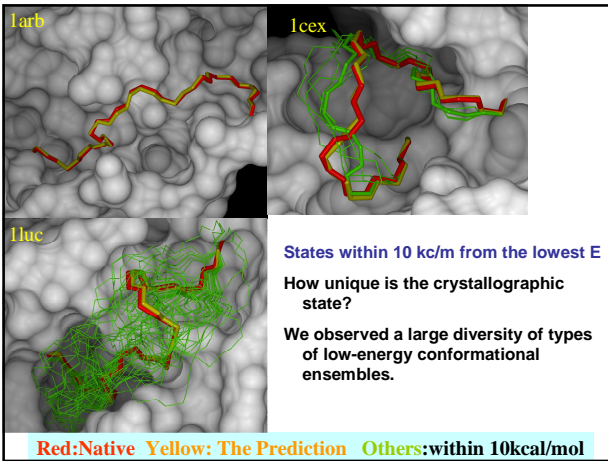 1arb
1cex
1luc
States within 10 kc/m from the lowest E
How unique is the crystallographic
state?
We observed a large diversity of types
of low-energy conformational
ensembles.
Red:Native Yellow: The Prediction Others:within 10kcal/mol